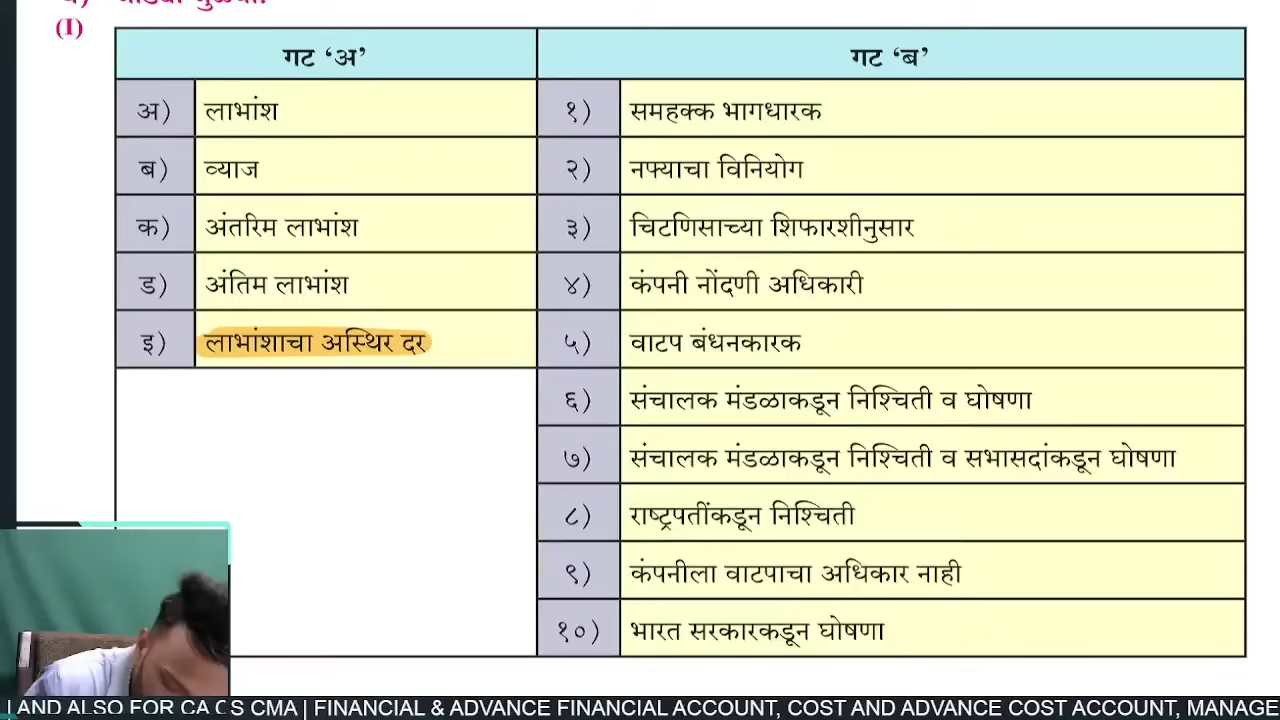 (I)
गट ‘अ’ गट ‘ब’
अ) लाभांश १) समहक्क भागधारक
ब) व्याज २) नफ्याचा विनियोग
क) अंतरिम लाभांश ३) चिटणिसाच्या शिफारशीनुसार
ड) अंतिम लाभांश ४) कंपनी नोंदणी अधिकारी
इ) लाभांशाचा अस्थिर दर ५) वाटप बंधनकारक
६) संचालक मंडळाकडून निश्चिती व घोषणा
७) संचालक मंडळाकडून निश्चिती व सभासदांकडून घोषणा
८) राष्ट्रपतींकडून निश्चिती
९) कंपनीला वाटपाचा अधिकार नाही
१०) भारत सरकारकडून घोषणा
AND ALSO FOR CA CS CMA | FINANCIAL & ADVANCE FINANCIAL ACCOUNT, COST AND ADVANCE COST ACCOUNT, MANAGE